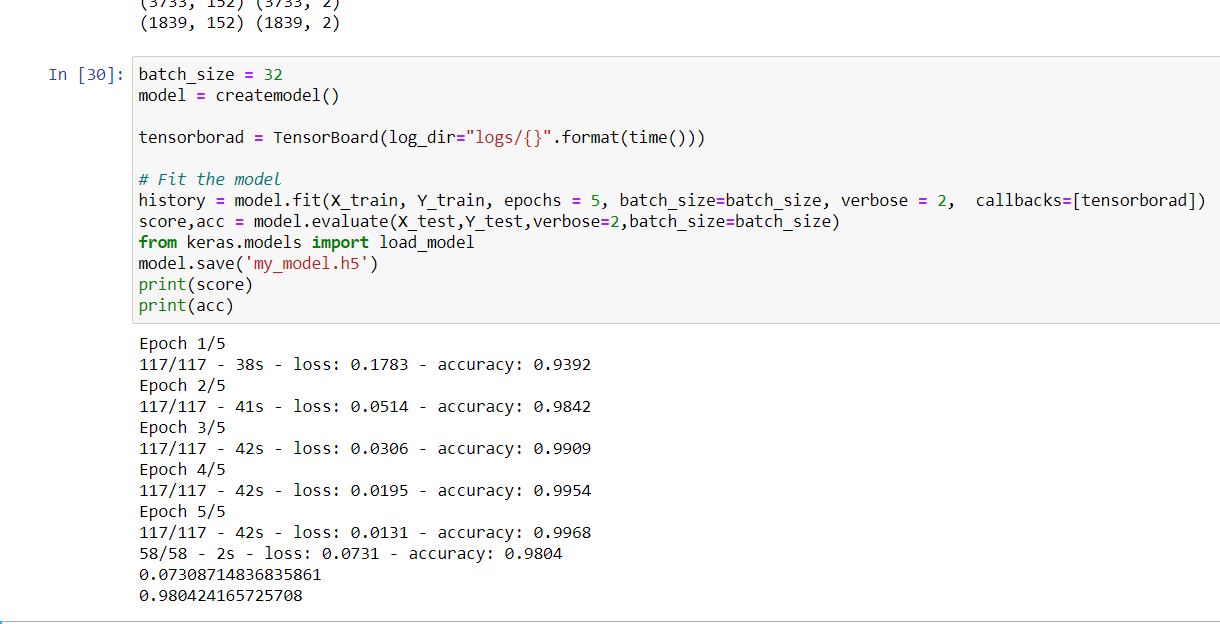 (3733, 152) (3733, 2)
(1839, 152) (1839, 2)
In [30]:
batch_size = 32
model = createmodel()
tensorborad = TensorBoard(log_dir="logs/{}".format(time()))
# Fit the model
history = model.fit(X_train, Y_train, epochs = 5, batch_size=batch_size, verbose = 2,  callbacks=[tensorborad])
score,acc = model.evaluate(X_test,Y_test,verbose=2,batch_size=batch_size)
from keras.models import load_model
model.save('my_model.h5')
print(score)
print(acc)
Epoch 1/5
117/117 - 38s - loss: 0.1783 - accuracy: 0.9392
Epoch 2/5
117/117 - 41s - loss: 0.0514 - accuracy: 0.9842
Epoch 3/5
117/117 - 42s - loss: 0.0306 - accuracy: 0.9909
Epoch 4/5
117/117 - 42s - loss: 0.0195 - accuracy: 0.9954
Epoch 5/5
117/117 - 42s - loss: 0.0131 - accuracy: 0.9968
58/58 - 2s - loss: 0.0731 - accuracy: 0.9804
0.07308714836835861
0.980424165725708